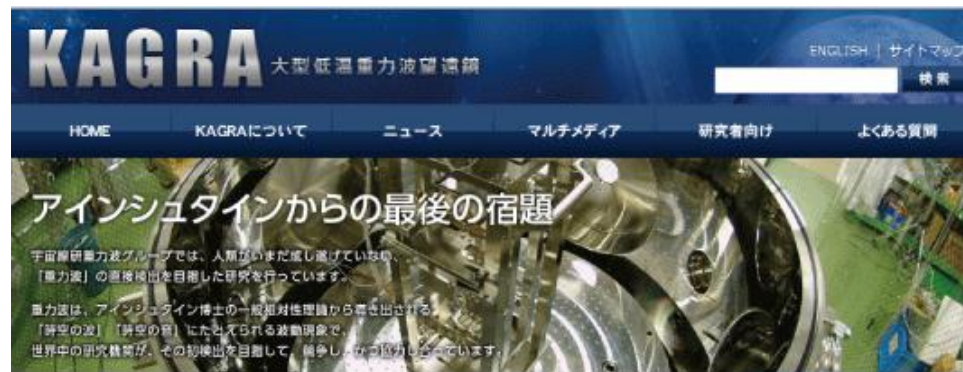 KAGRA 大型低温重力波望遠鏡
ENGLISH | サイトマップ
検索
HOME KAGRAについて ニュース マルチメディア 研究者向け よくある質問
アインシュタインからの最後の宿題
宇宙線研重力波グループでは、人類がいまだ成し遂げていない、
「重力波」の直接検出を目指した研究を行っています。
重力波は、アインシュタイン博士の一般相対性理論から導き出される
「時空の波」「時空の音」にたとえられる波動現象で、
世界中の研究機関が、その初検出を目指して、競争し、かつ協力し合っています。